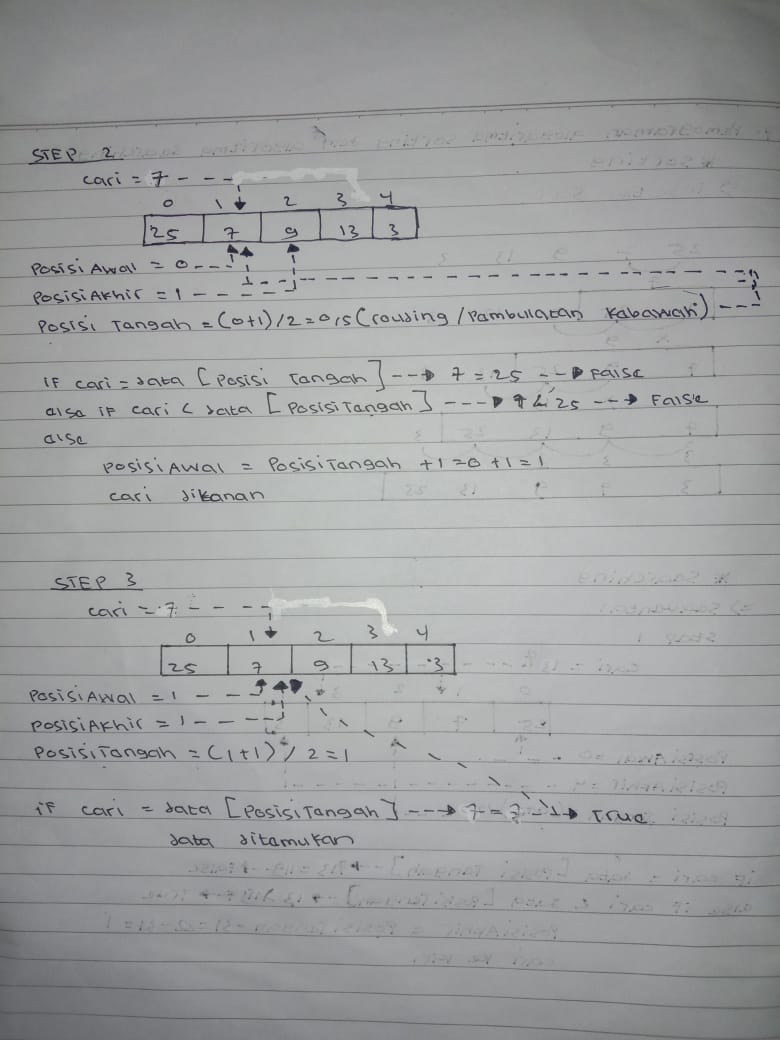 STEP 2
cari = 7
0 1 2 3 4
25 7 9 13 3
Posisi Awal = 0
Posisi Akhir = 1
Posisi Tangah = (0+1)/2=0,5 (rousing/Pambulatan Kabawah)
IF cari = data [Posisi Tangah] 7 = 25 False
alse if cari < data [Posisi Tangah] 7 < 25 False
alse
Posisi Awal = Posisi Tangah +1=0+1=1
cari dikanan
STEP 3
cari = 7
0 1 2 3 4
25 7 9 13 3
Posisi Awal = 1
Posisi Akhir = 1
Posisi Tangah = (1+1)/2=1
if cari = data [Posisi Tangah] 7 = 7 True
data ditamukan